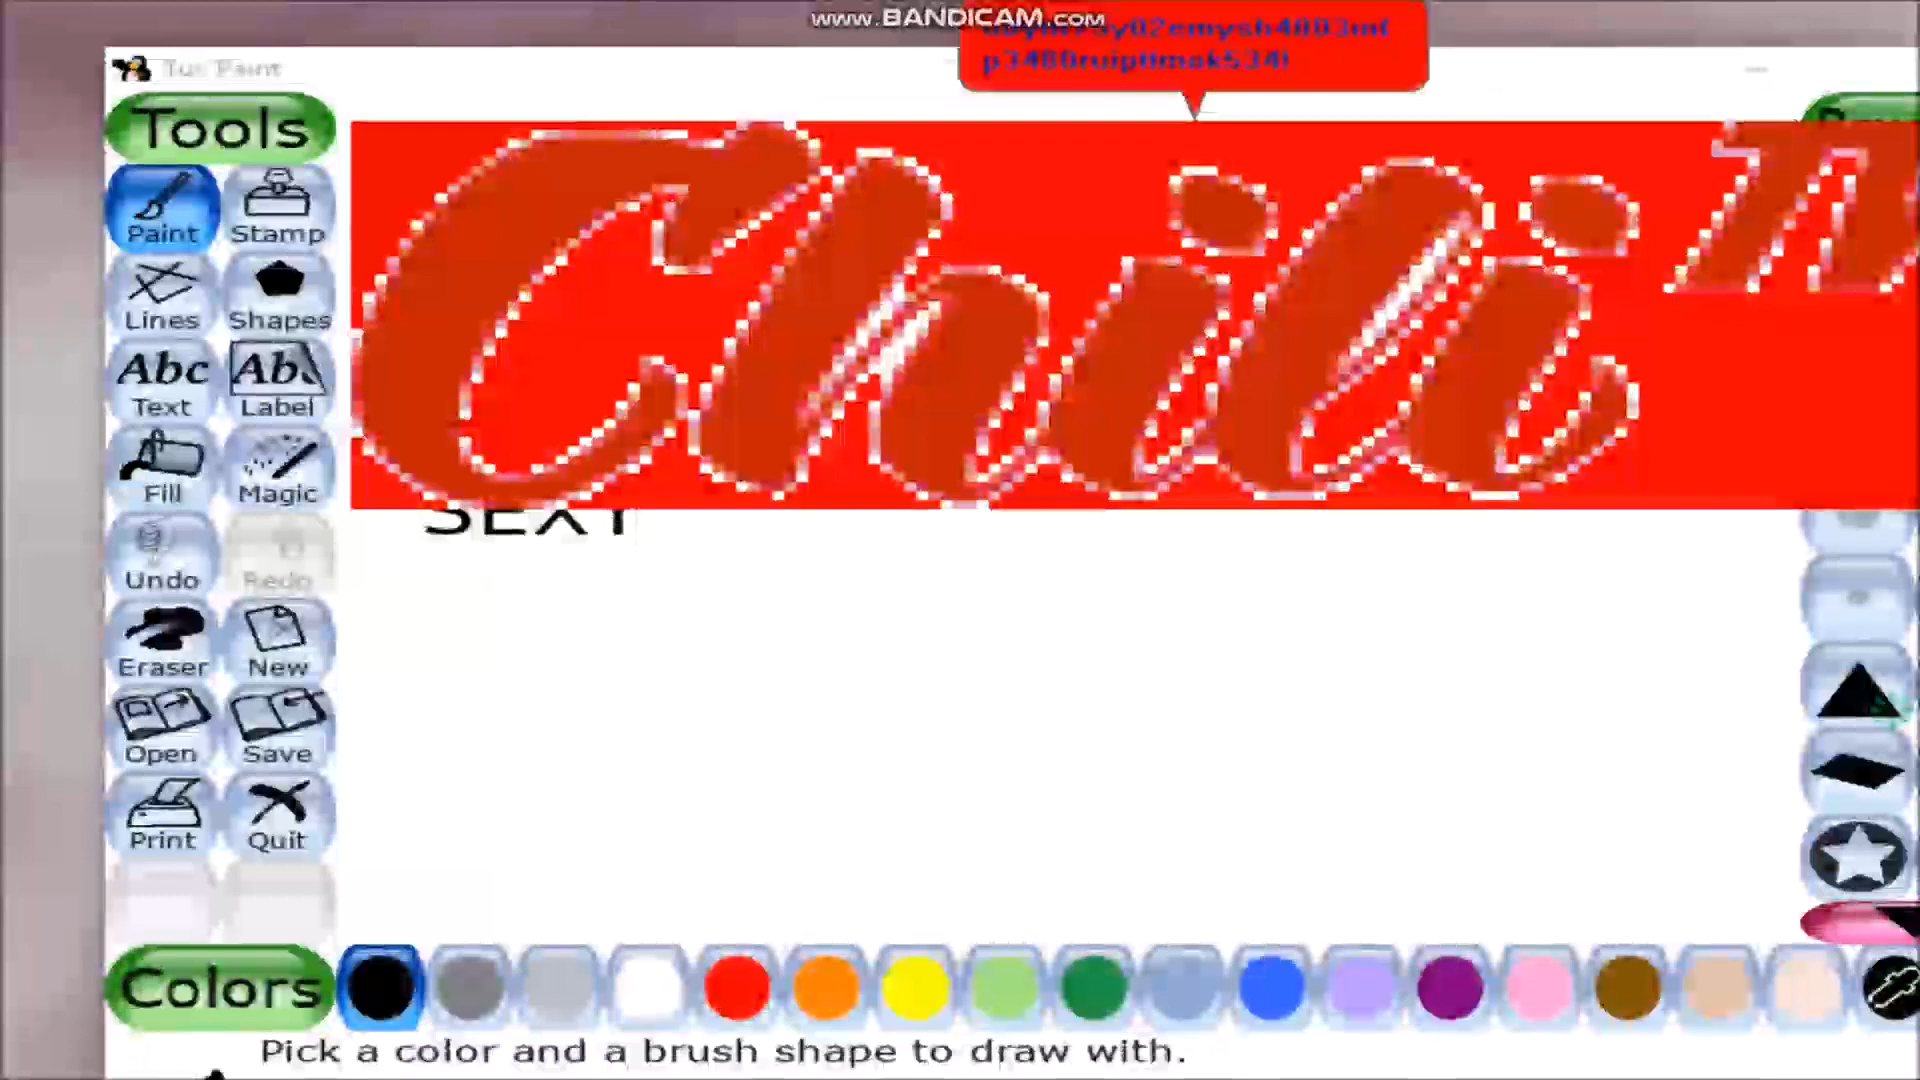 www.BANDICAM.com
Tux Paint
Tools
Chili
Paint
Stamp
Lines
Shapes
Abc
Text
Label
Fill
Magic
SEXY
Undo
Redo
Eraser
New
Open
Save
Print
Quit
Colors
Pick a color and a brush shape to draw with.